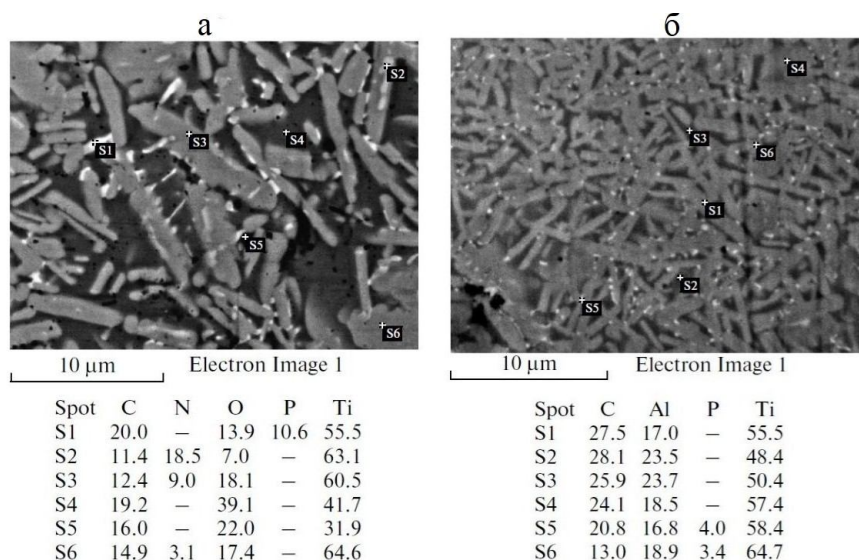 а
S2
S1
S3
S4
S5
S6
10 μm Electron Image 1
Spot C N O P Ti
S1 20.0 – 13.9 10.6 55.5
S2 11.4 18.5 7.0 – 63.1
S3 12.4 9.0 18.1 – 60.5
S4 19.2 – 39.1 – 41.7
S5 16.0 – 22.0 – 31.9
S6 14.9 3.1 17.4 – 64.6
б
S4
S3
S6
S1
S2
S5
10 μm Electron Image 1
Spot C Al P Ti
S1 27.5 17.0 – 55.5
S2 28.1 23.5 – 48.4
S3 25.9 23.7 – 50.4
S4 24.1 18.5 – 57.4
S5 20.8 16.8 4.0 58.4
S6 13.0 18.9 3.4 64.7